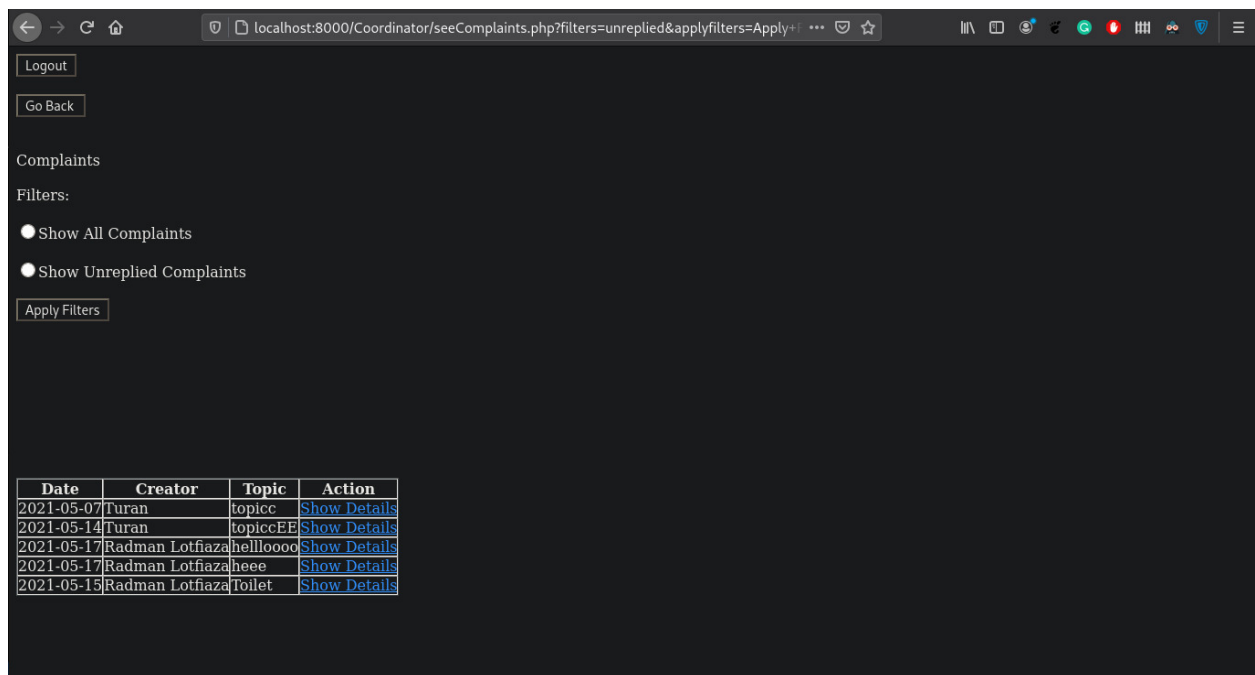 localhost:8000/Coordinator/seeComplaints.php?filters=unreplied&applyfilters=Apply+
Logout
Go Back
Complaints
Filters:
Show All Complaints
Show Unreplied Complaints
Apply Filters
Date Creator Topic Action
2021-05-07 Turan topicc Show Details
2021-05-14 Turan topiccEE Show Details
2021-05-17 Radman Lotfiaza hellloooo Show Details
2021-05-17 Radman Lotfiaza heee Show Details
2021-05-15 Radman Lotfiaza Toilet Show Details